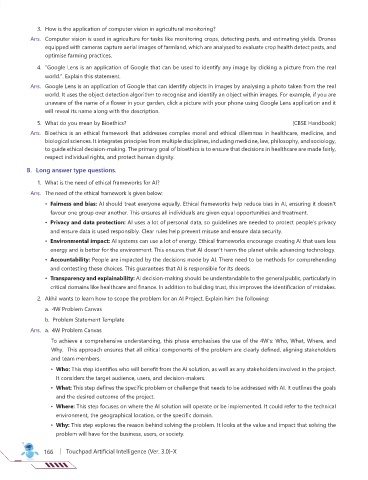 3. How is the application of computer vision in agricultural monitoring?
Ans. Computer vision is used in agriculture for tasks like monitoring crops, detecting pests, and estimating yields. Drones
equipped with cameras capture aerial images of farmland, which are analysed to evaluate crop health detect pests, and
optimise farming practices.
4. "Google Lens is an application of Google that can be used to identify any image by clicking a picture from the real
world.". Explain this statement.
Ans. Google Lens is an application of Google that can identify objects in images by analysing a photo taken from the real
world. It uses the object detection algorithm to recognise and identify an object within images. For example, if you are
unaware of the name of a flower in your garden, click a picture with your phone using Google Lens application and it
will reveal its name along with the description.
5. What do you mean by Bioethics? [CBSE Handbook]
Ans. Bioethics is an ethical framework that addresses complex moral and ethical dilemmas in healthcare, medicine, and
biological sciences. It integrates principles from multiple disciplines, including medicine, law, philosophy, and sociology,
to guide ethical decision-making. The primary goal of bioethics is to ensure that decisions in healthcare are made fairly,
respect individual rights, and protect human dignity.
B. Long answer type questions.
1. What is the need of ethical frameworks for AI?
Ans. The need of the ethical framework is given below:
• Fairness and bias: AI should treat everyone equally. Ethical frameworks help reduce bias in AI, ensuring it doesn't
favour one group over another. This ensures all individuals are given equal opportunities and treatment.
• Privacy and data protection: AI uses a lot of personal data, so guidelines are needed to protect people's privacy
and ensure data is used responsibly. Clear rules help prevent misuse and ensure data security.
• Environmental impact: AI systems can use a lot of energy. Ethical frameworks encourage creating AI that uses less
energy and is better for the environment. This ensures that AI doesn't harm the planet while advancing technology.
• Accountability: People are impacted by the decisions made by AI. There need to be methods for comprehending
and contesting these choices. This guarantees that AI is responsible for its deeds.
• Transparency and explainability: AI decision-making should be understandable to the general public, particularly in
critical domains like healthcare and finance. In addition to building trust, this improves the identification of mistakes.
2. Akhil wants to learn how to scope the problem for an AI Project. Explain him the following:
a. 4W Problem Canvas
b. Problem Statement Template
Ans. a. 4W Problem Canvas
To achieve a comprehensive understanding, this phase emphasises the use of the 4W's: Who, What, Where, and
Why. This approach ensures that all critical components of the problem are clearly defined, aligning stakeholders
and team members.
• Who: This step identifies who will benefit from the AI solution, as well as any stakeholders involved in the project.
It considers the target audience, users, and decision-makers.
• What: This step defines the specific problem or challenge that needs to be addressed with AI. It outlines the goals
and the desired outcome of the project.
• Where: This step focuses on where the AI solution will operate or be implemented. It could refer to the technical
environment, the geographical location, or the specific domain.
• Why: This step explores the reason behind solving the problem. It looks at the value and impact that solving the
problem will have for the business, users, or society.
166 | Touchpad Artificial Intelligence (Ver. 3.0)-X